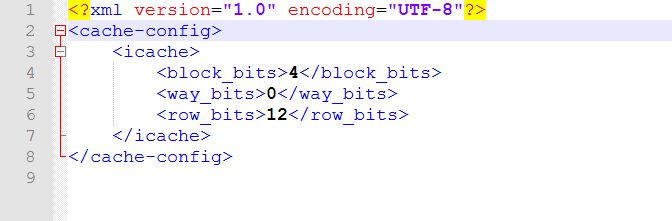 1 <?xml version="1.0" encoding="UTF-8"?>
2 <cache-config>
3 <icache>
4 <block_bits>4</block_bits>
5 <way_bits>0</way_bits>
6 <row_bits>12</row_bits>
7 </icache>
8 </cache-config>
9